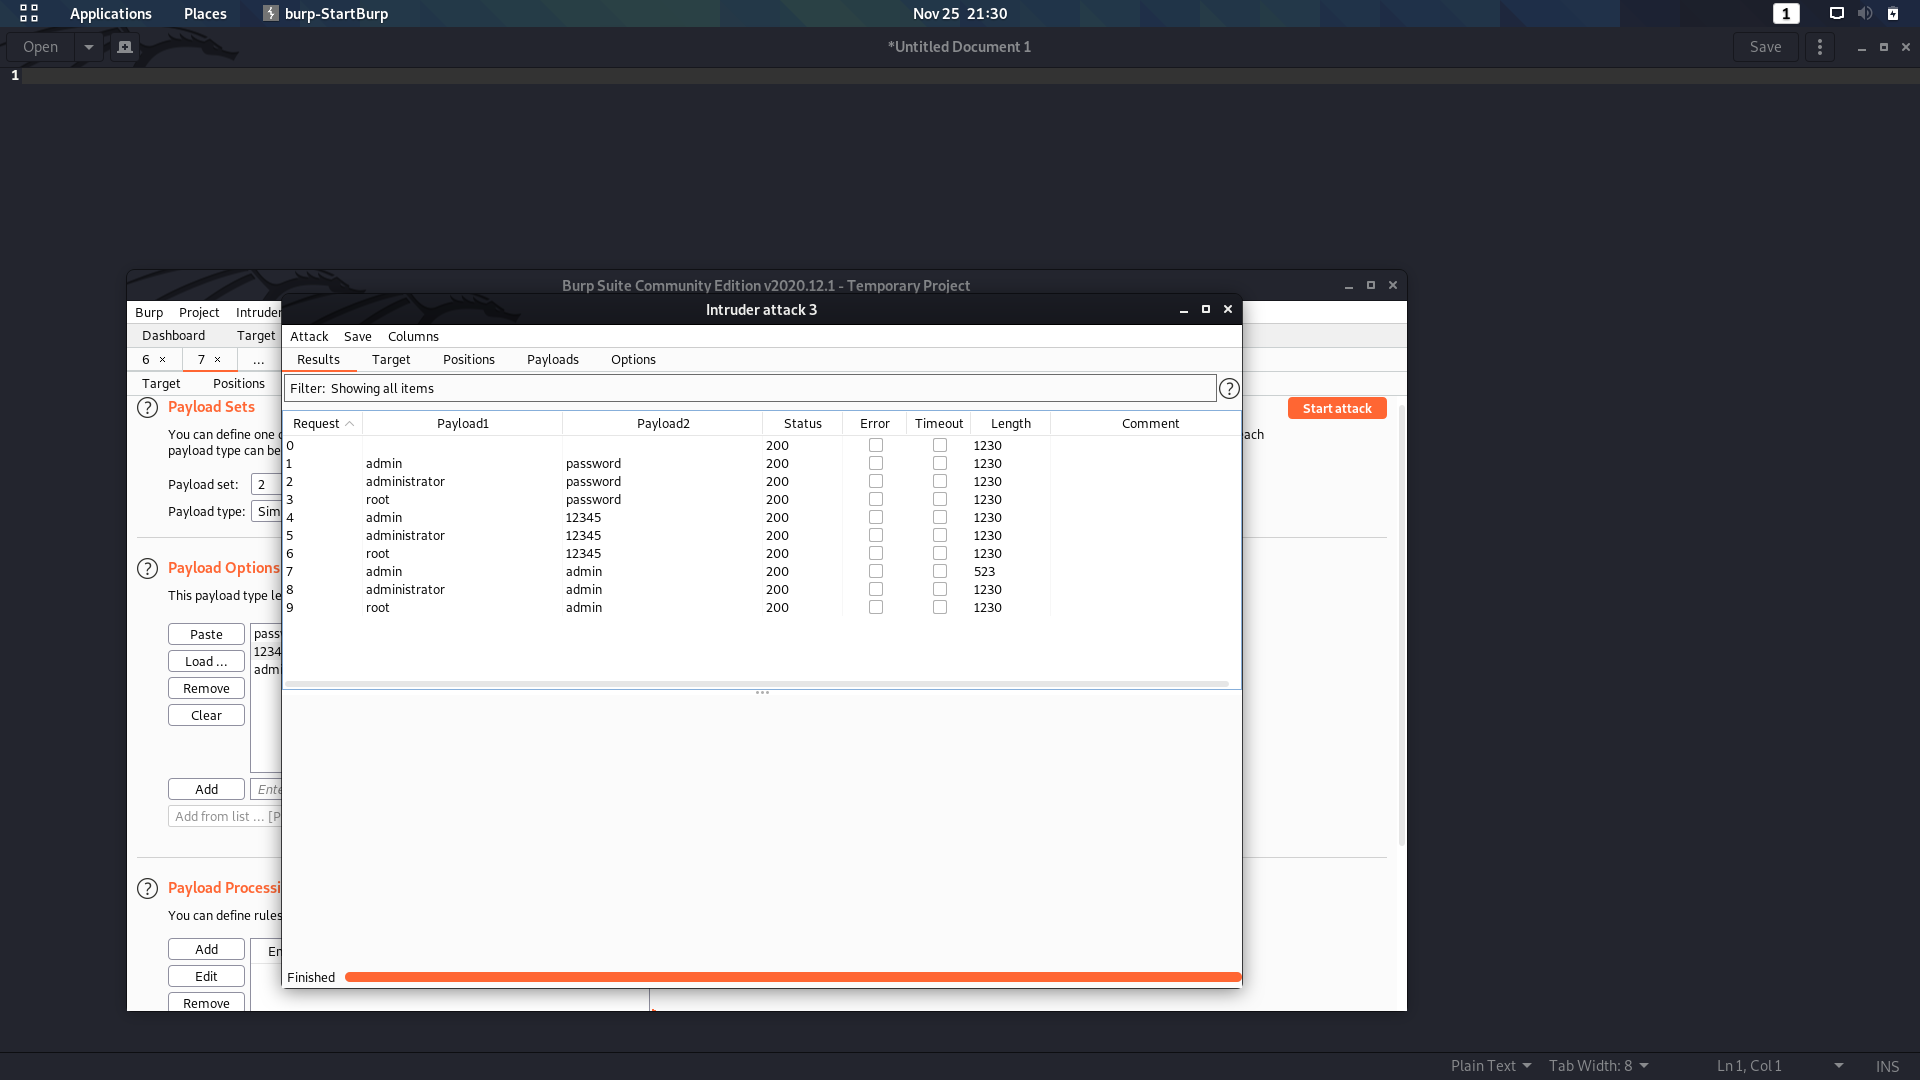 Applications Places burp-StartBurp Nov 25 21:30 1
Open *Untitled Document 1 Save
1
Burp Suite Community Edition v2020.12.1 - Temporary Project
Burp Project Intruder
Dashboard Target
6 × 7 × ...
Target Positions
Payload Sets
You can define one
payload type can be
Payload set: 2
Payload type: Sim
Payload Options
This payload type le
Paste
Load ...
Remove
Clear
passw
1234
admi
Add Ente
Add from list ... [P
Payload Processi
You can define rules
Add En
Edit
Remove
Start attack
each
Intruder attack 3
Attack Save Columns
Results Target Positions Payloads Options
Filter: Showing all items
Request Payload1 Payload2 Status Error Timeout Length Comment
0 200 1230
1 admin password 200 1230
2 administrator password 200 1230
3 root password 200 1230
4 admin 12345 200 1230
5 administrator 12345 200 1230
6 root 12345 200 1230
7 admin admin 200 523
8 administrator admin 200 1230
9 root admin 200 1230
Finished
Plain Text Tab Width: 8 Ln 1, Col 1 INS